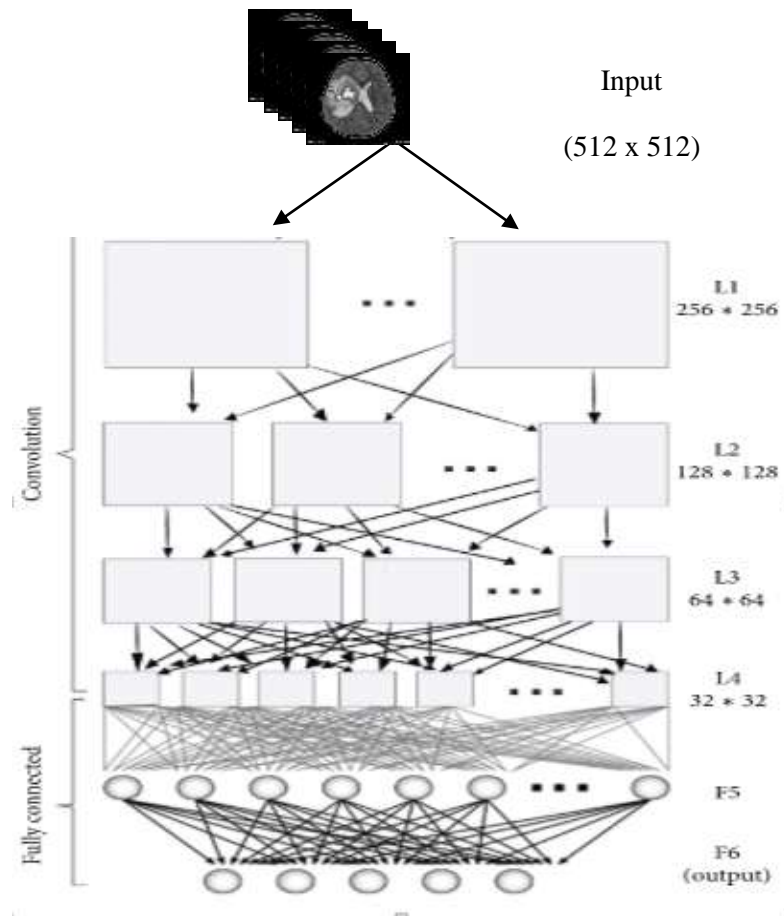 Input
(512 x 512)
L1
256 * 256
Convolution
L2
128 * 128
L3
64 * 64
L4
32 * 32
Fully connected
F5
F6
(output)